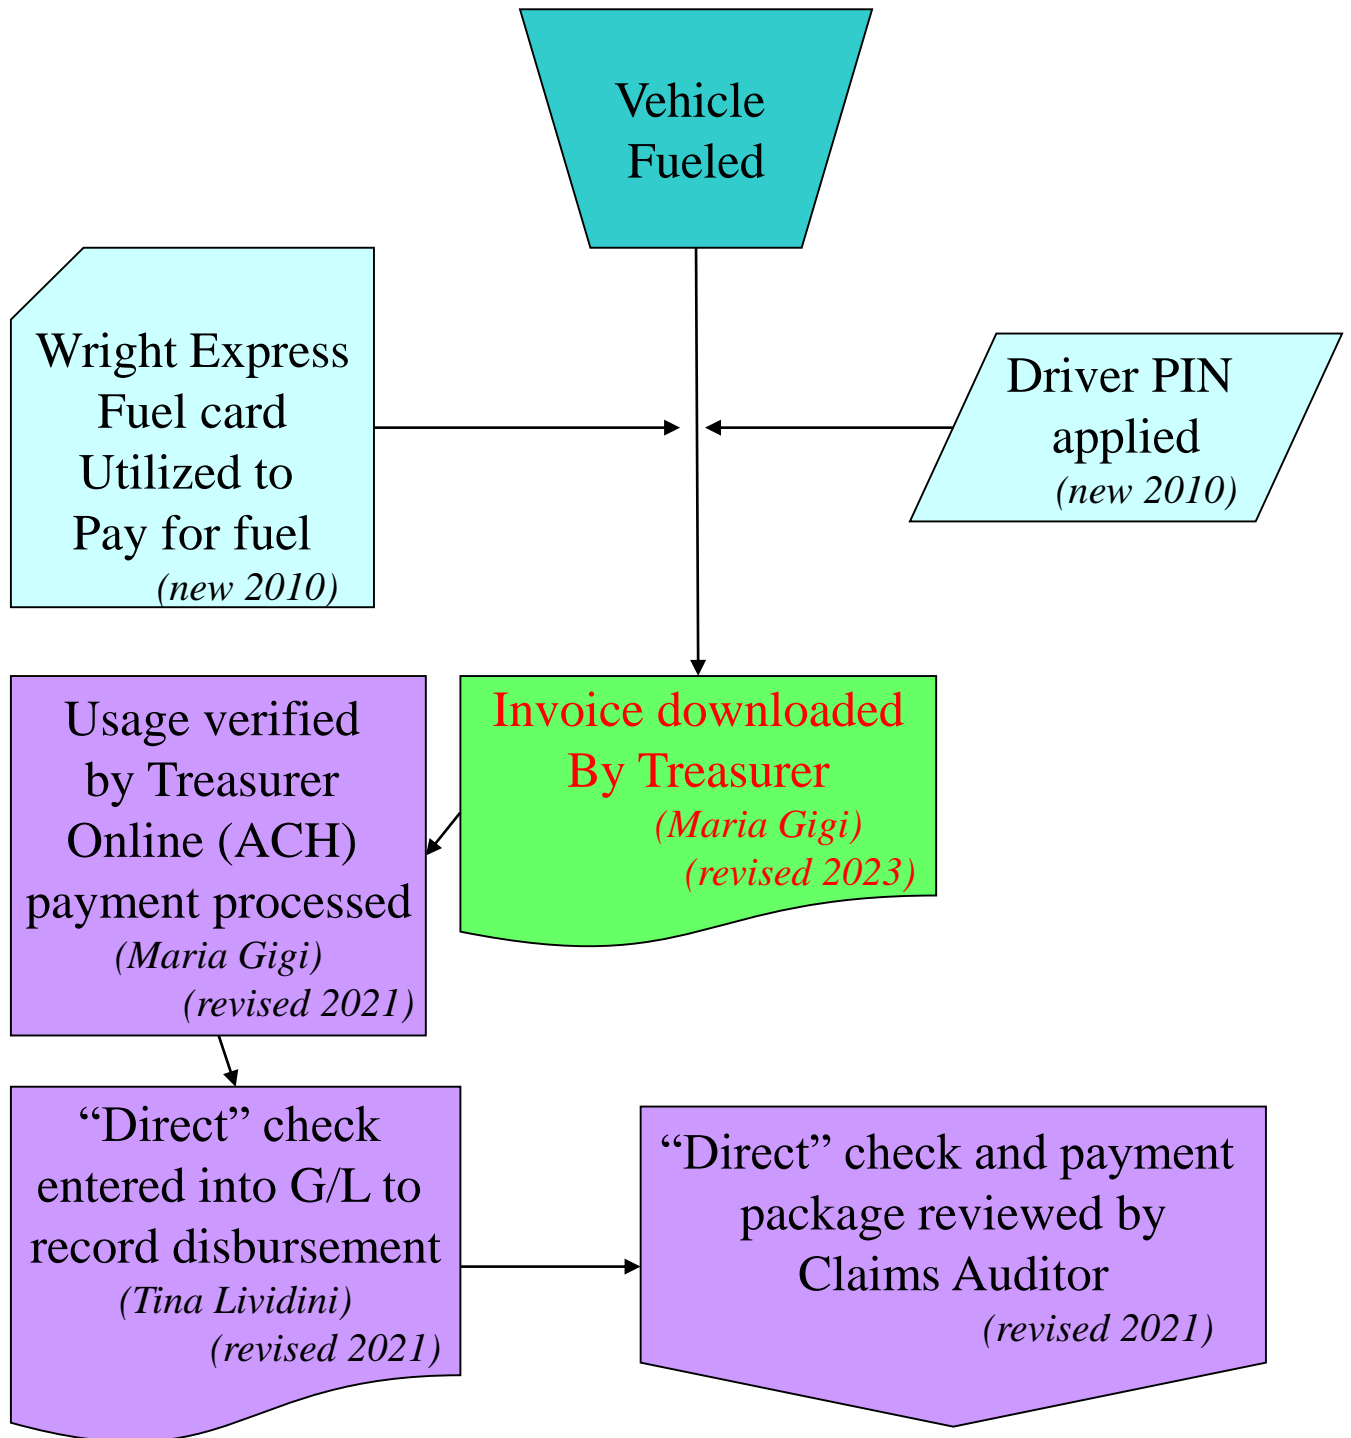 Vehicle
Fueled
Wright Express
Fuel card
Utilized to
Pay for fuel
(new 2010)
Driver PIN
applied
(new 2010)
Usage verified
by Treasurer
Online (ACH)
payment processed
(Maria Gigi)
(revised 2021)
Invoice downloaded
By Treasurer
(Maria Gigi)
(revised 2023)
“Direct” check
entered into G/L to
record disbursement
(Tina Lividini)
(revised 2021)
“Direct” check and payment
package reviewed by
Claims Auditor
(revised 2021)